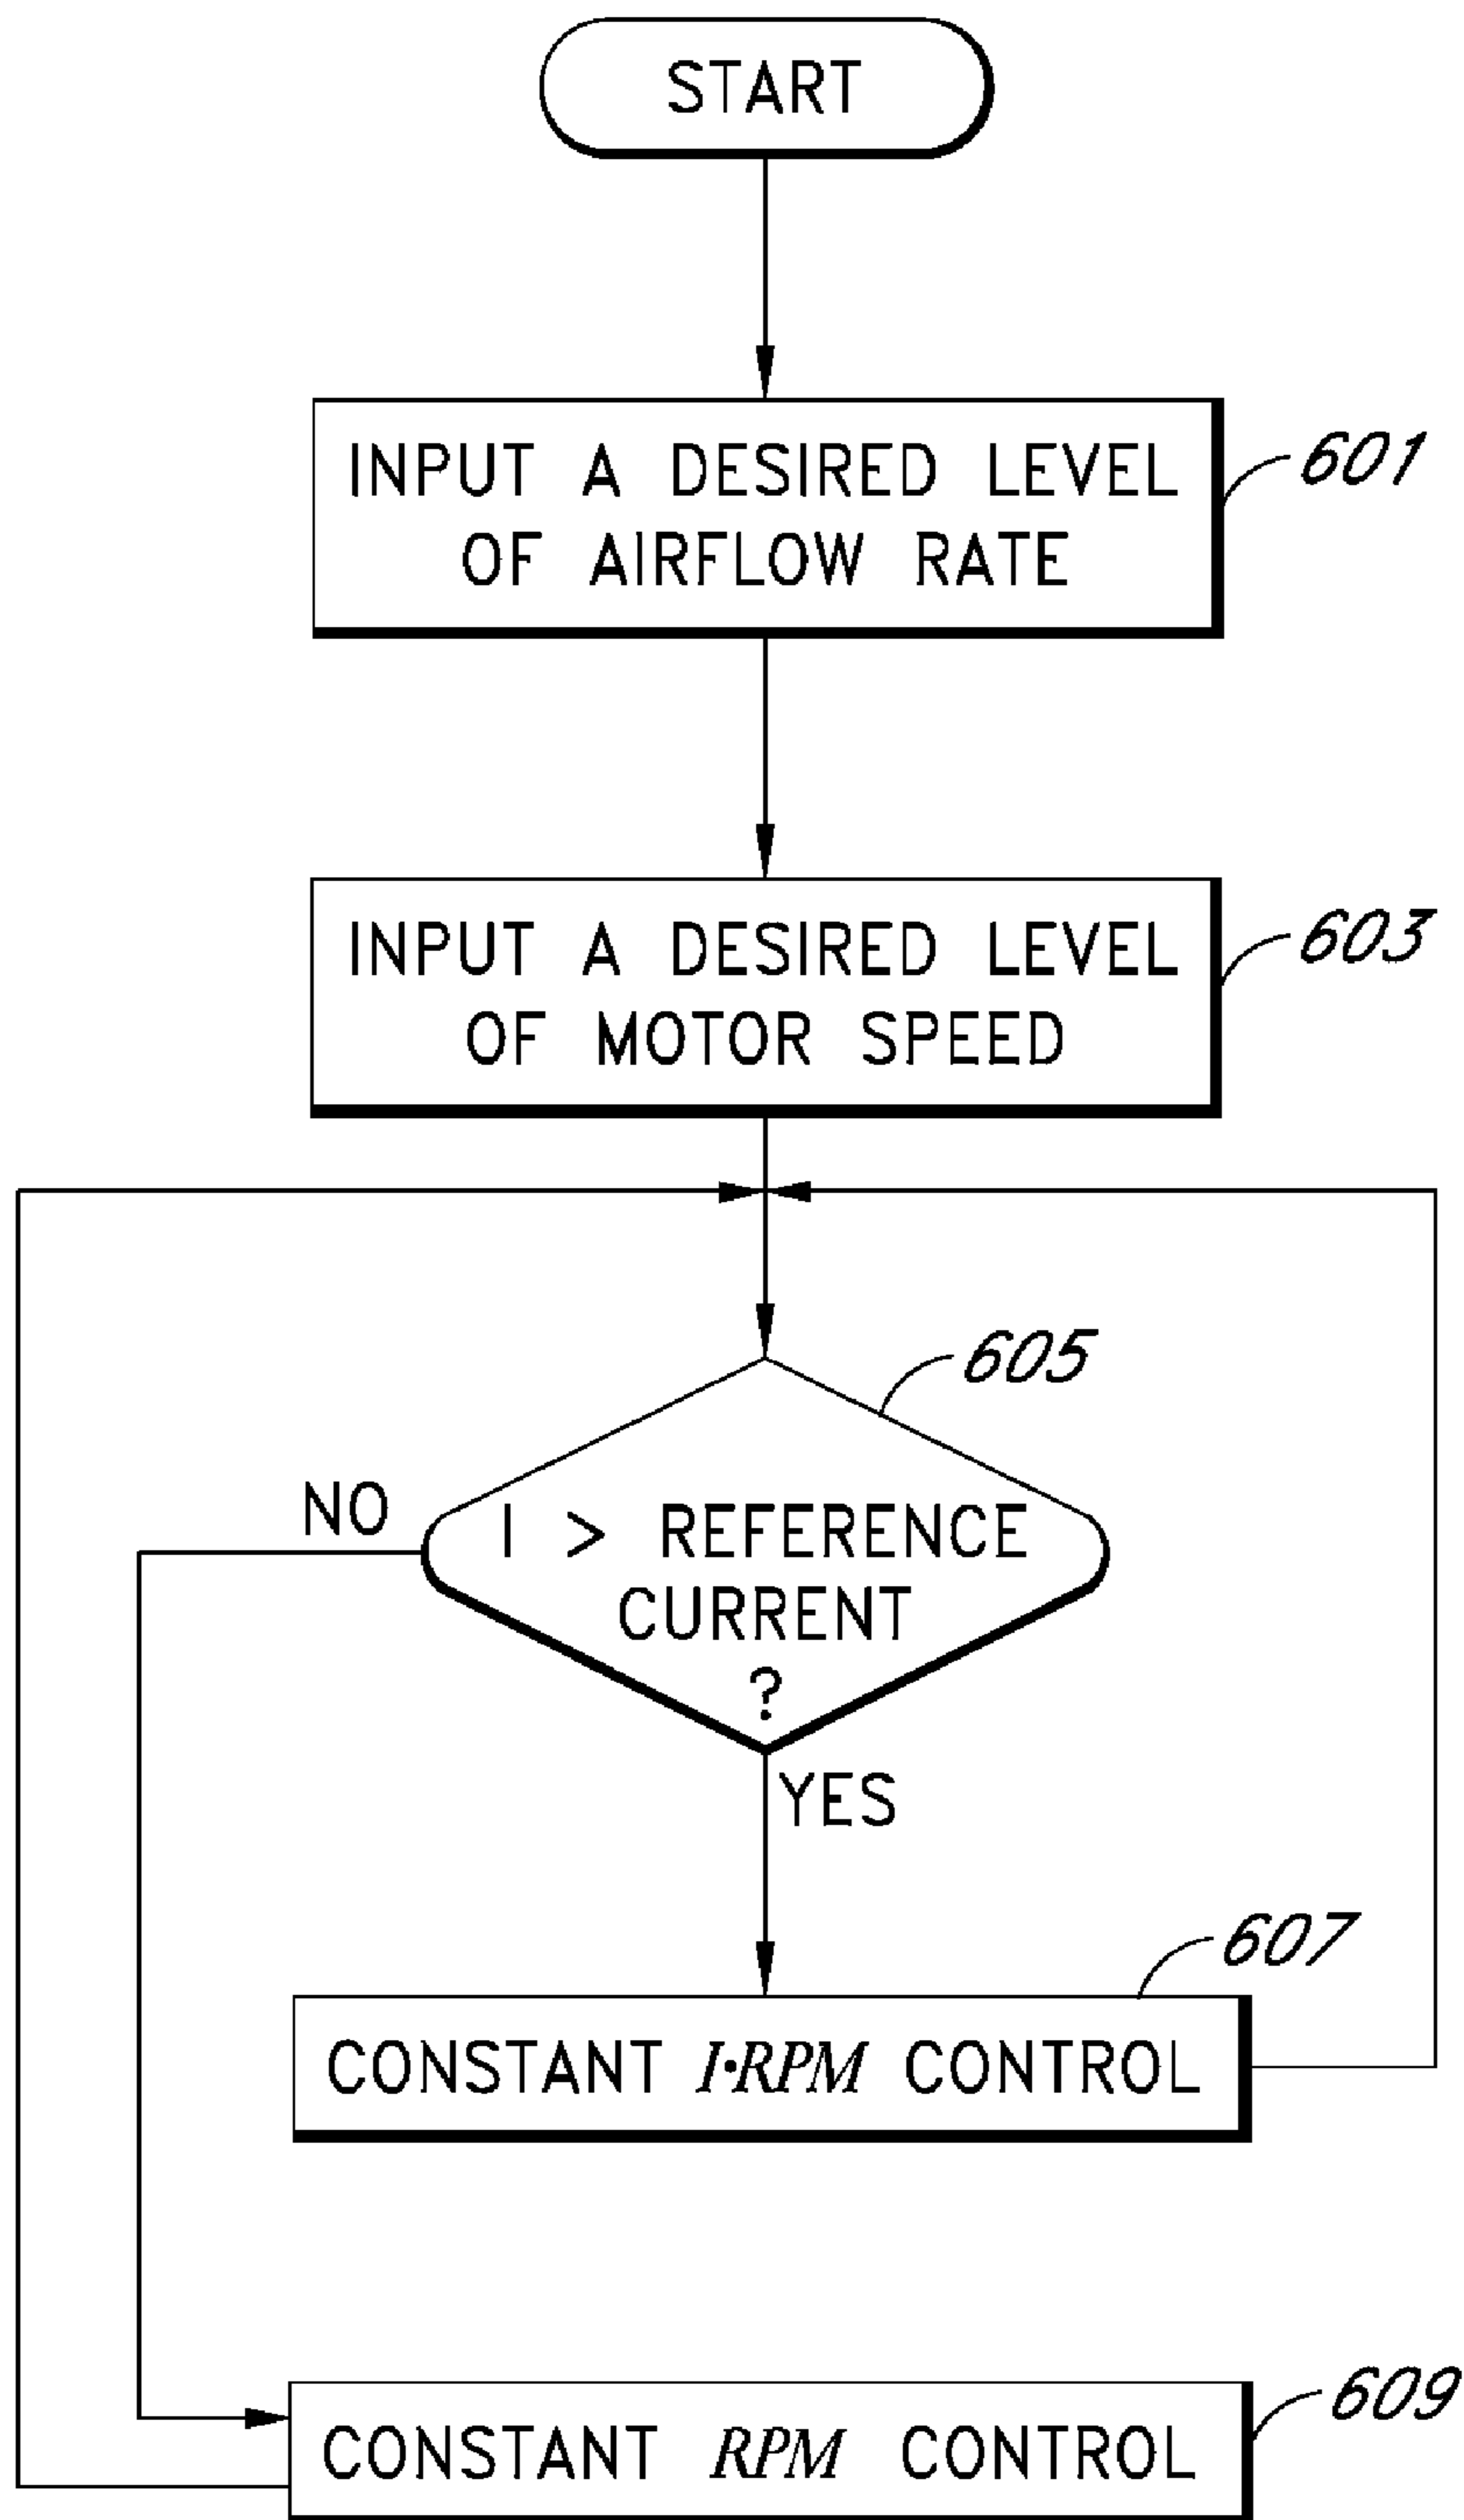 START
INPUT A DESIRED LEVEL
OF AIRFLOW RATE
601
INPUT A DESIRED LEVEL
OF MOTOR SPEED
603
605
NO
I > REFERENCE
CURRENT
?
YES
607
CONSTANT I·RPM CONTROL
609
CONSTANT RPM CONTROL